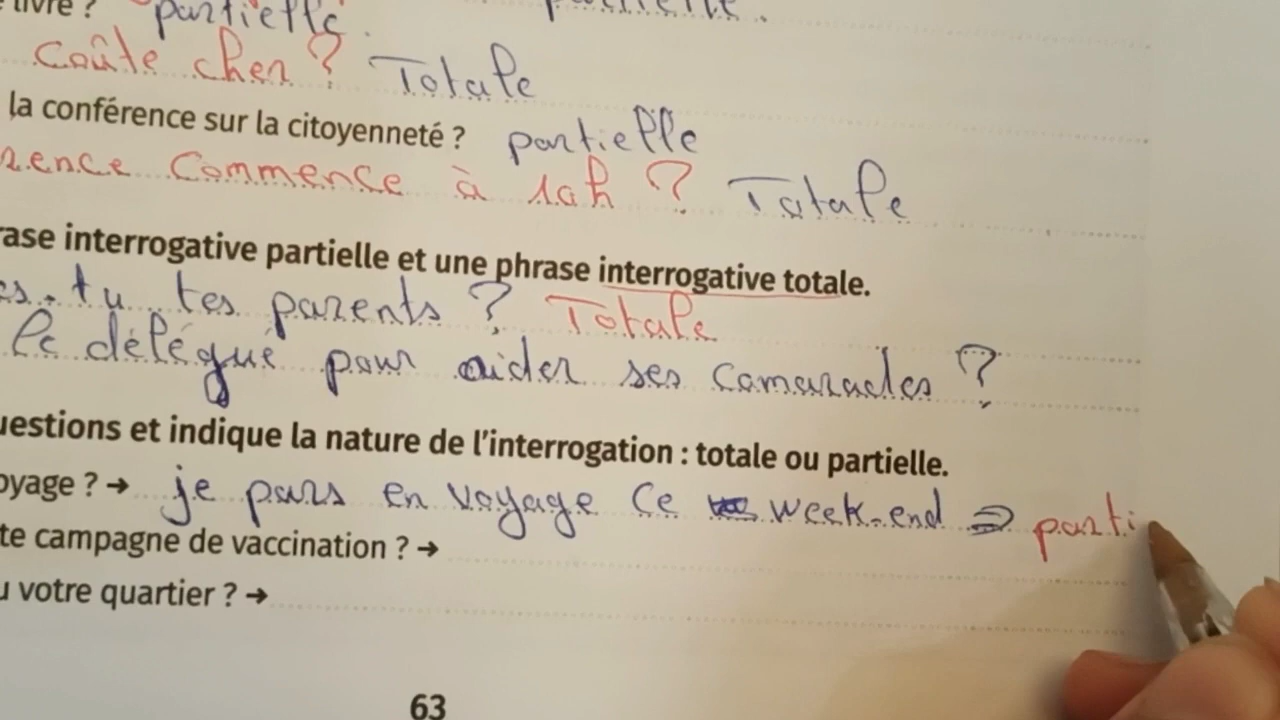 livre ? partielle. partielle.
coûte cher ? Totale
la conférence sur la citoyenneté ? partielle
rence commence à 10h ? Totale
rase interrogative partielle et une phrase interrogative totale.
es-tu tes parents ? Totale
le délégué pour aider ses camarades ?
uestions et indique la nature de l'interrogation : totale ou partielle.
oyage ? → je pars en voyage ce week-end ⇒ parti
te campagne de vaccination ? →
u votre quartier ? →
63